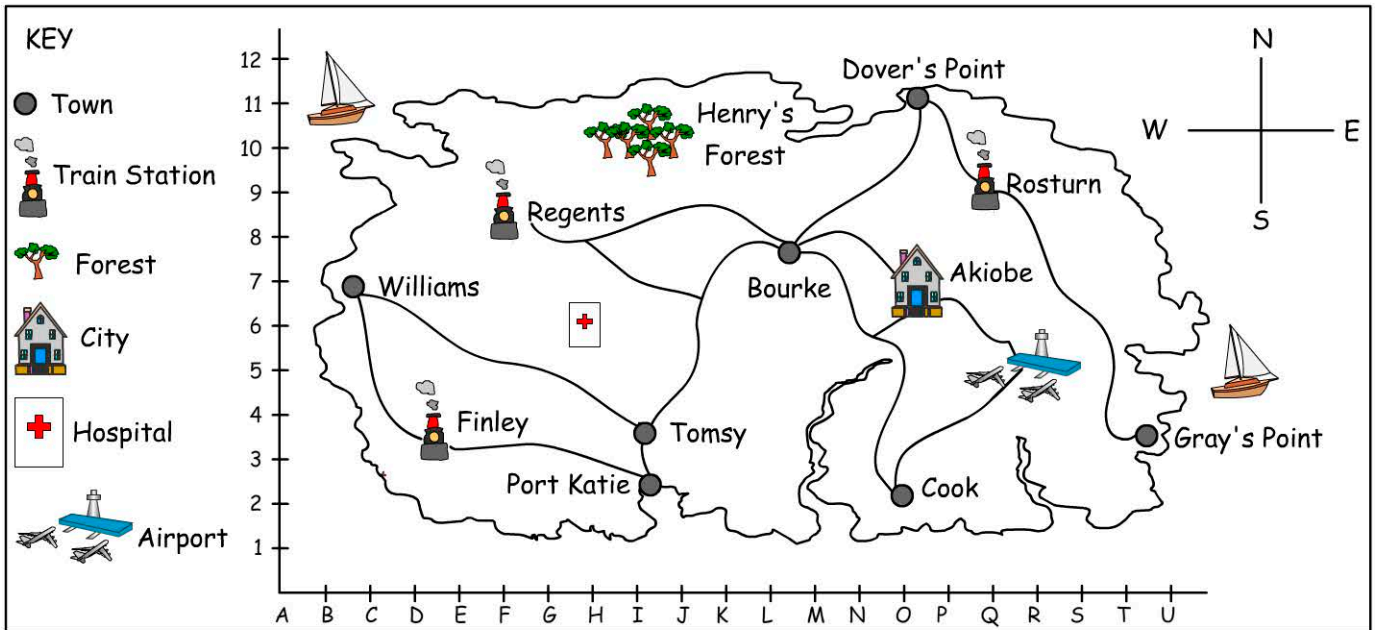 KEY
Town
Train Station
Forest
City
Hospital
Airport
12
11
10
9
8
7
6
5
4
3
2
1
A B C D E F G H I J K L M N O P Q R S T U
Dover's Point
Henry's
Forest
Rosturn
Regents
Williams
Bourke
Akiobe
Finley
Tomsy
Gray's Point
Port Katie
Cook
N
W E
S